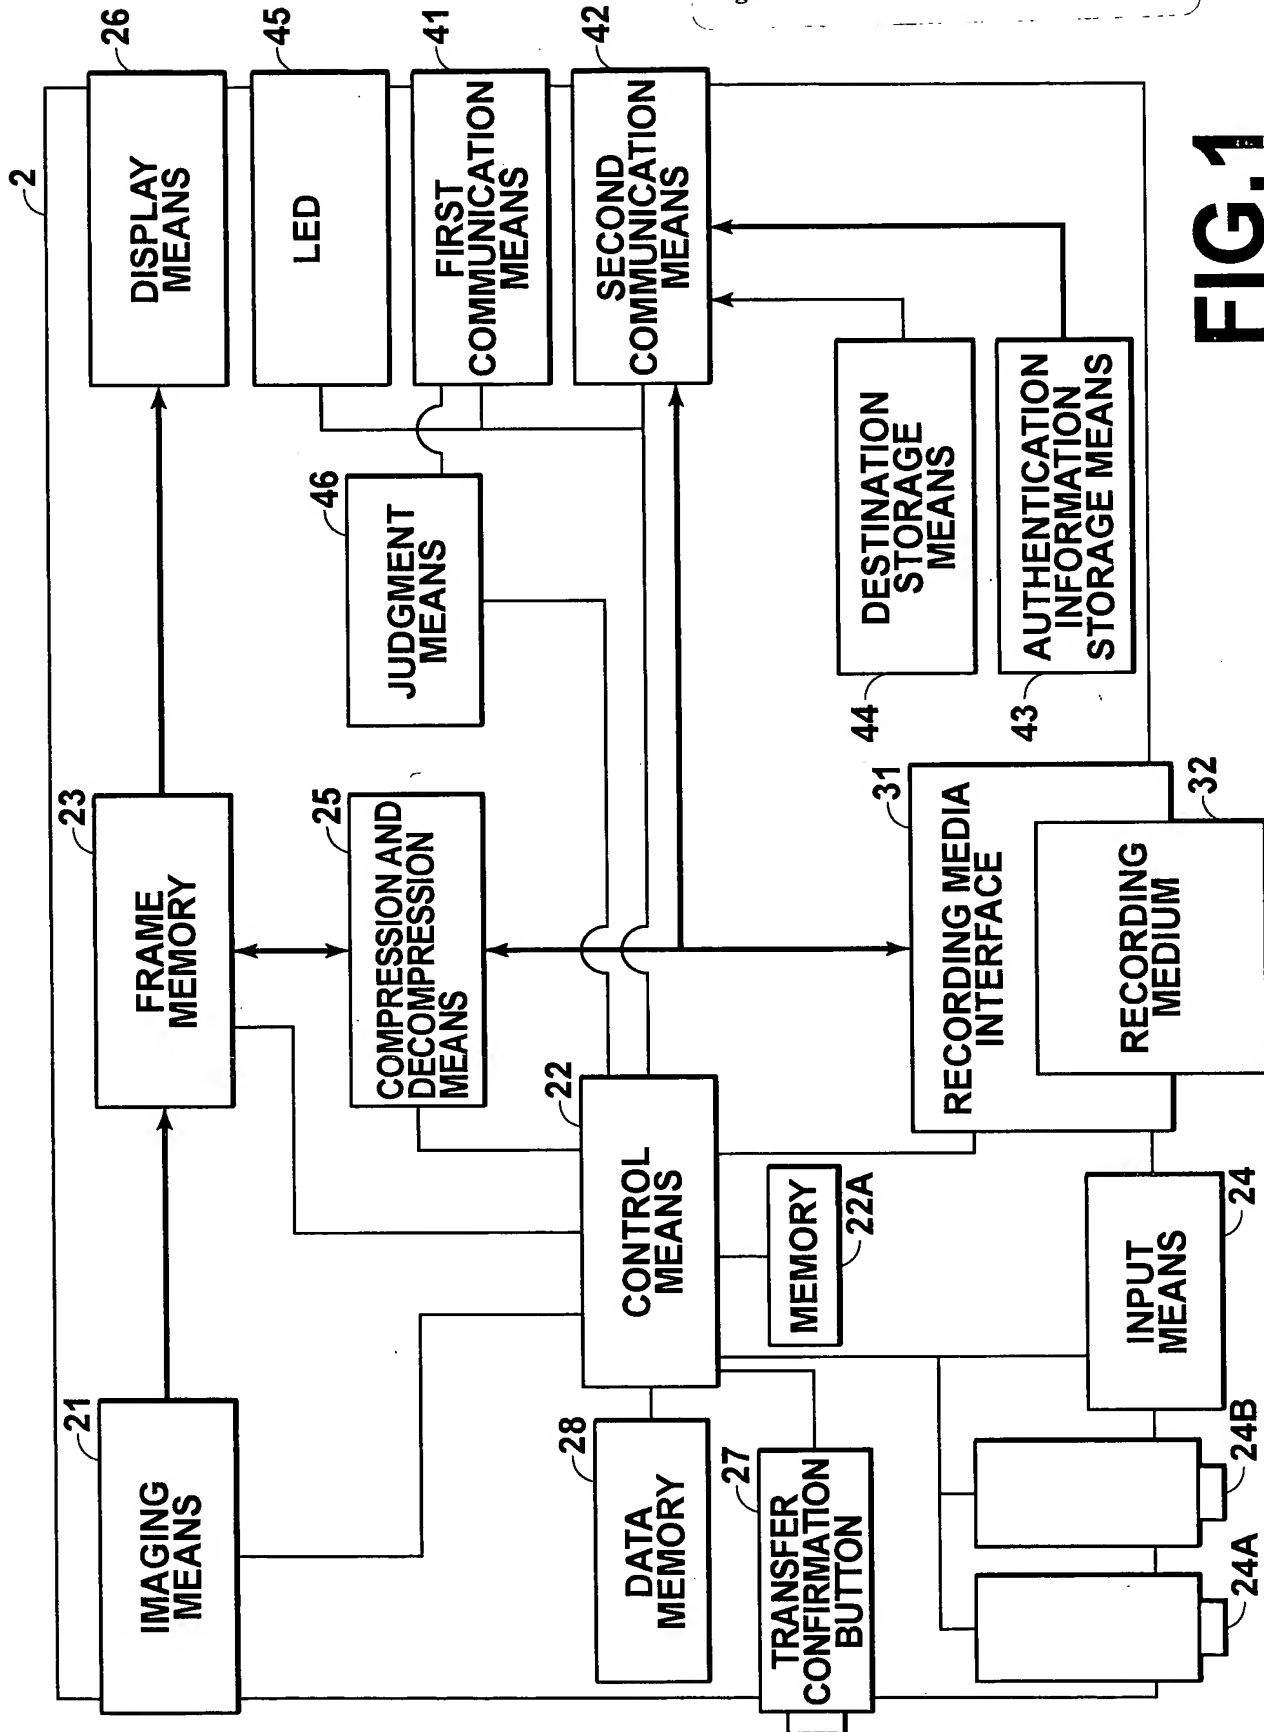 2
21
IMAGING
MEANS
23
FRAME
MEMORY
26
DISPLAY
MEANS
45
LED
25
COMPRESSION AND
DECOMPRESSION
MEANS
46
JUDGMENT
MEANS
41
FIRST
COMMUNICATION
MEANS
28
DATA
MEMORY
22
CONTROL
MEANS
42
SECOND
COMMUNICATION
MEANS
27
TRANSFER
CONFIRMATION
BUTTON
MEMORY
22A
44
DESTINATION
STORAGE
MEANS
31
RECORDING MEDIA
INTERFACE
43
AUTHENTICATION
INFORMATION
STORAGE MEANS
24A
24B
INPUT
MEANS
24
RECORDING
MEDIUM
32
FIG.1